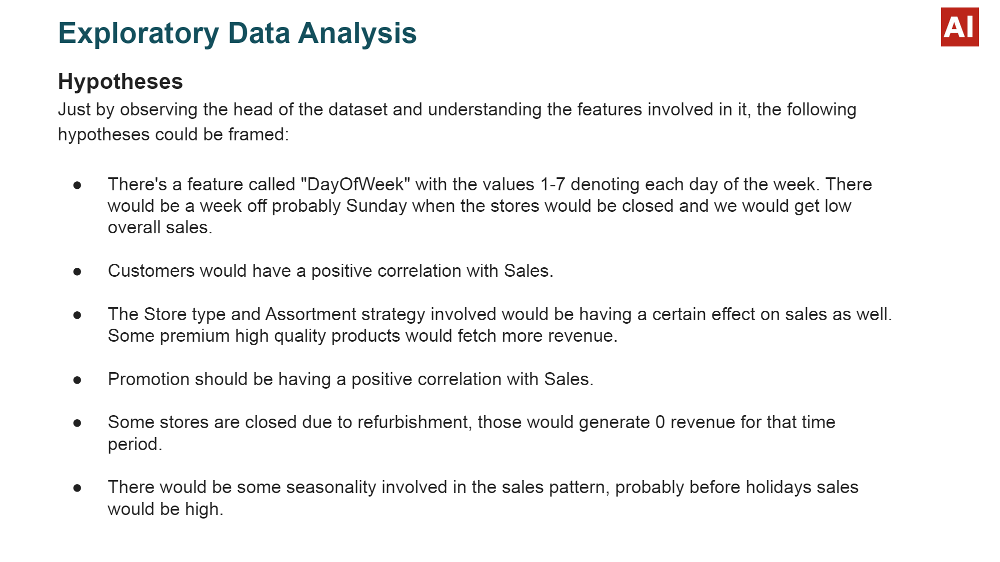 Exploratory Data Analysis
AI
Hypotheses
Just by observing the head of the dataset and understanding the features involved in it, the following
hypotheses could be framed:
● There's a feature called "DayOfWeek" with the values 1-7 denoting each day of the week. There
would be a week off probably Sunday when the stores would be closed and we would get low
overall sales.
● Customers would have a positive correlation with Sales.
● The Store type and Assortment strategy involved would be having a certain effect on sales as well.
Some premium high quality products would fetch more revenue.
● Promotion should be having a positive correlation with Sales.
● Some stores are closed due to refurbishment, those would generate 0 revenue for that time
period.
● There would be some seasonality involved in the sales pattern, probably before holidays sales
would be high.